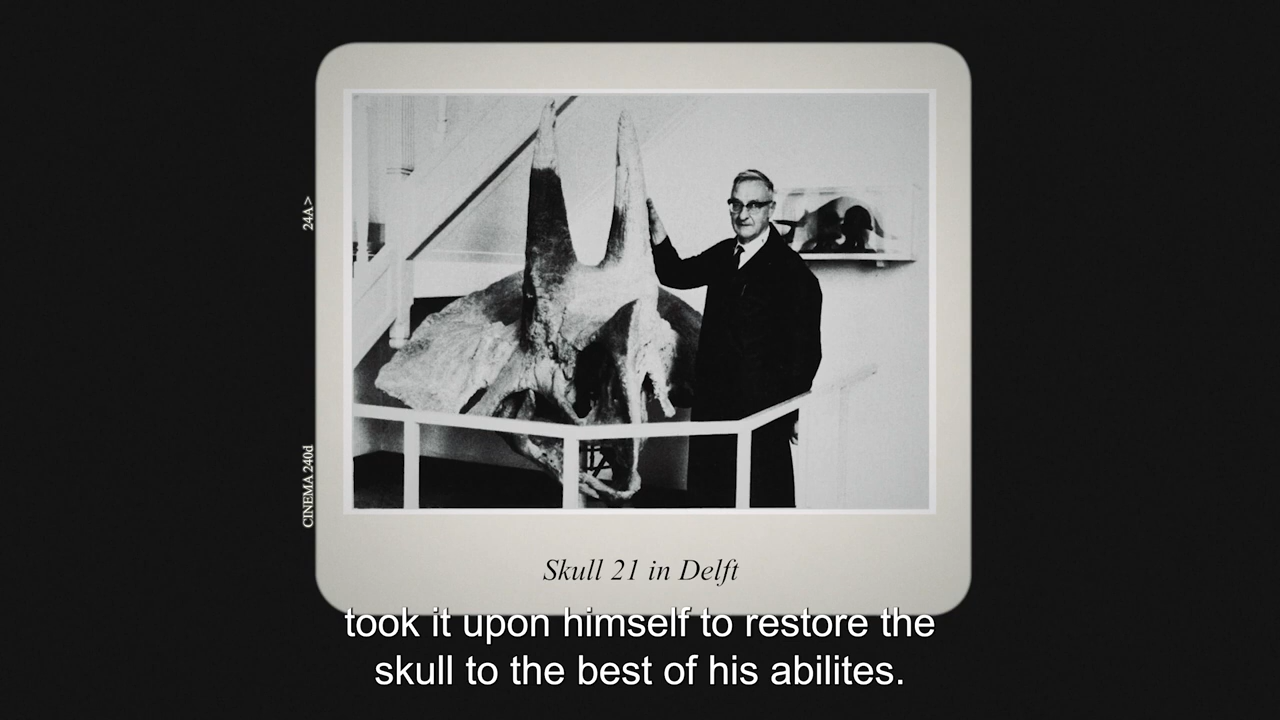 24A>
CINEMA 240d
Skull 21 in Delft
took it upon himself to restore the
skull to the best of his abilites.